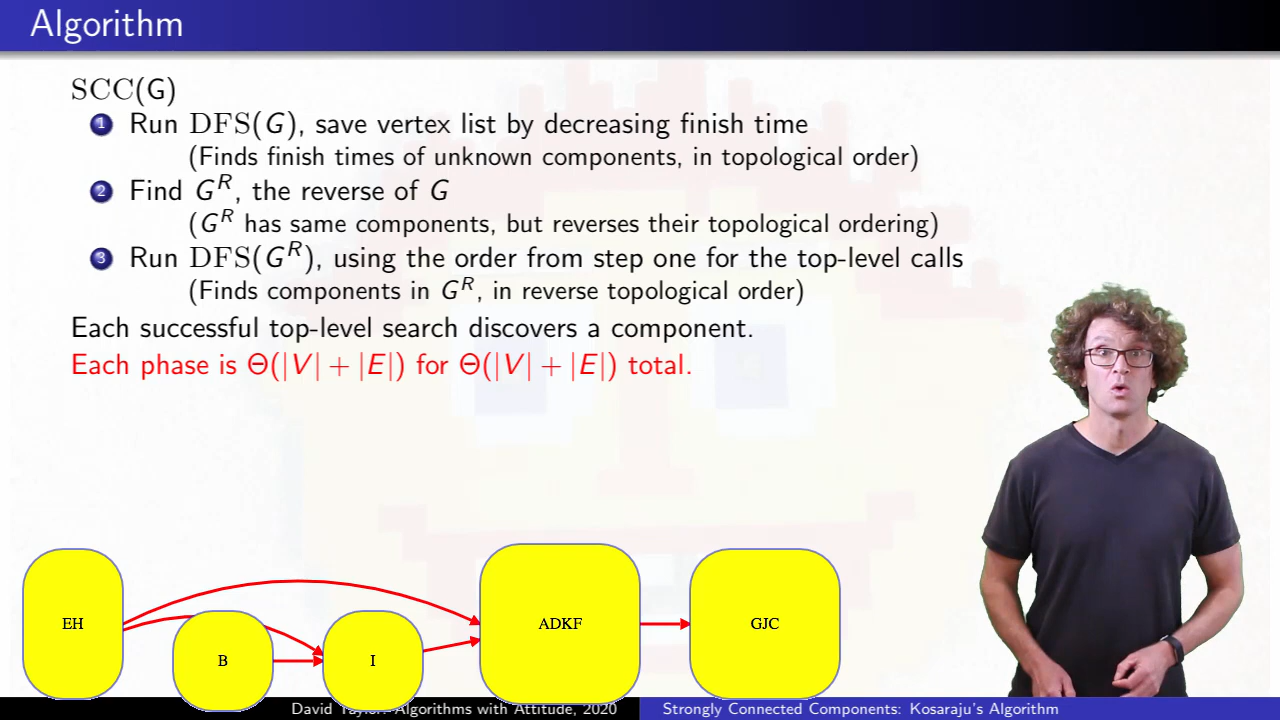 Algorithm
SCC(G)
1 Run DFS(G), save vertex list by decreasing finish time
(Finds finish times of unknown components, in topological order)
2 Find G^R, the reverse of G
(G^R has same components, but reverses their topological ordering)
3 Run DFS(G^R), using the order from step one for the top-level calls
(Finds components in G^R, in reverse topological order)
Each successful top-level search discovers a component.
Each phase is Θ(|V| + |E|) for Θ(|V| + |E|) total.
EH
B
I
ADKF
GJC
David Algorithms with Attitude, 2020
Strongly Connected Components: Kosaraju's Algorithm